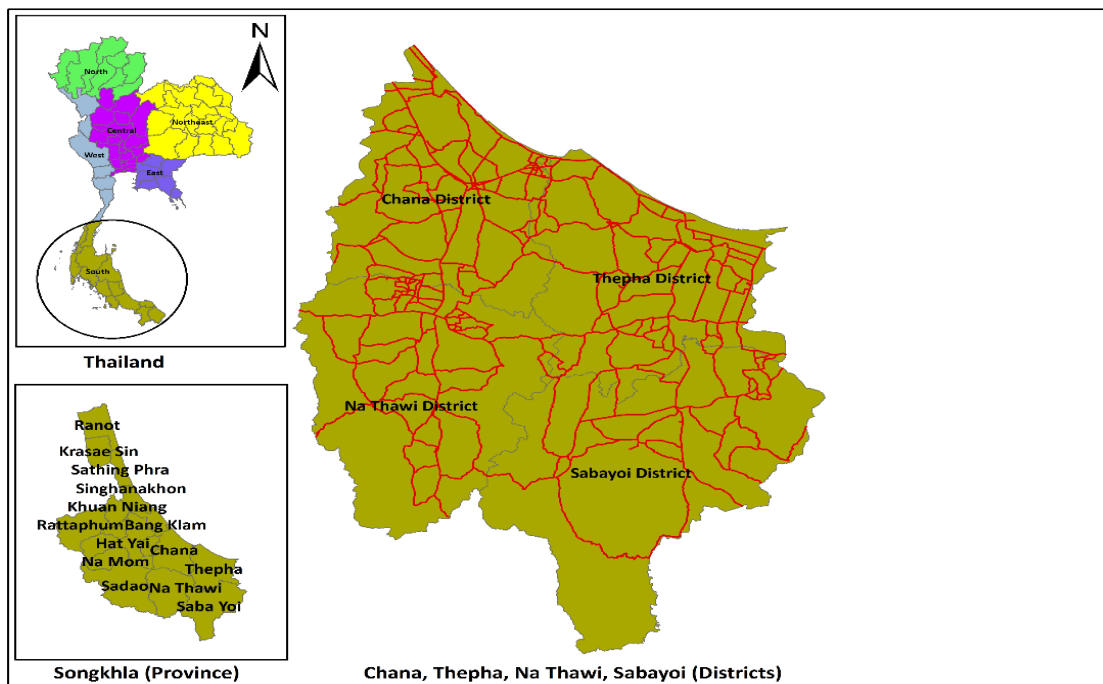 N
North
Northeast
Central
West
East
South
Thailand
Ranot
Krasae Sin
Sathing Phra
Singhanakhon
Khuan Niang
Rattaphum Bang Klam
Hat Yai
Chana
Na Mom
Thepha
Sadao Na Thawi
Saba Yoi
Songkhla (Province)
Chana District
Thepha District
Na Thawi District
Sabayoi District
Chana, Thepha, Na Thawi, Sabayoi (Districts)